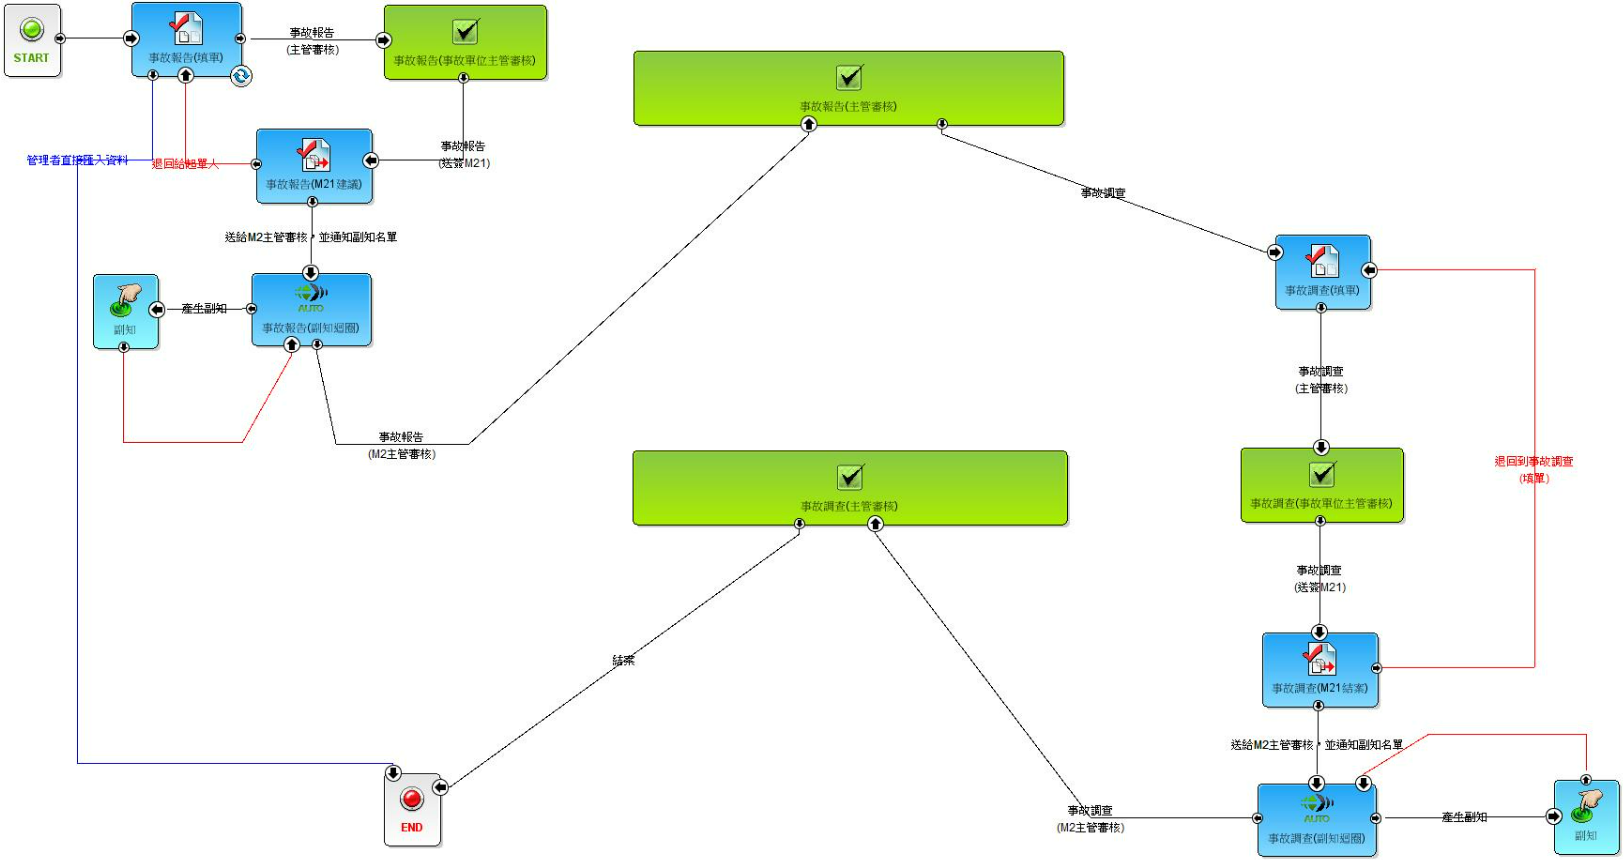 START
事故報告(填單)
事故報告
(主管審核)
事故報告(事故單位主管審核)
事故報告(主管審核)
管理者直接匯入資料
退回給起單人
事故報告(M21建議)
事故報告
(送簽M21)
事故調查
送給M2主管審核，並通知副知名單
副知
產生副知
AUTO
事故報告(副知迴圈)
事故調查(填單)
事故報告
(M2主管審核)
事故調查
(主管審核)
退回到事故調查
(填單)
事故調查(主管審核)
事故調查(事故單位主管審核)
事故調查
(送簽M21)
結案
事故調查(M21結案)
送給M2主管審核，並通知副知名單
END
事故調查
(M2主管審核)
AUTO
事故調查(副知迴圈)
產生副知
副知